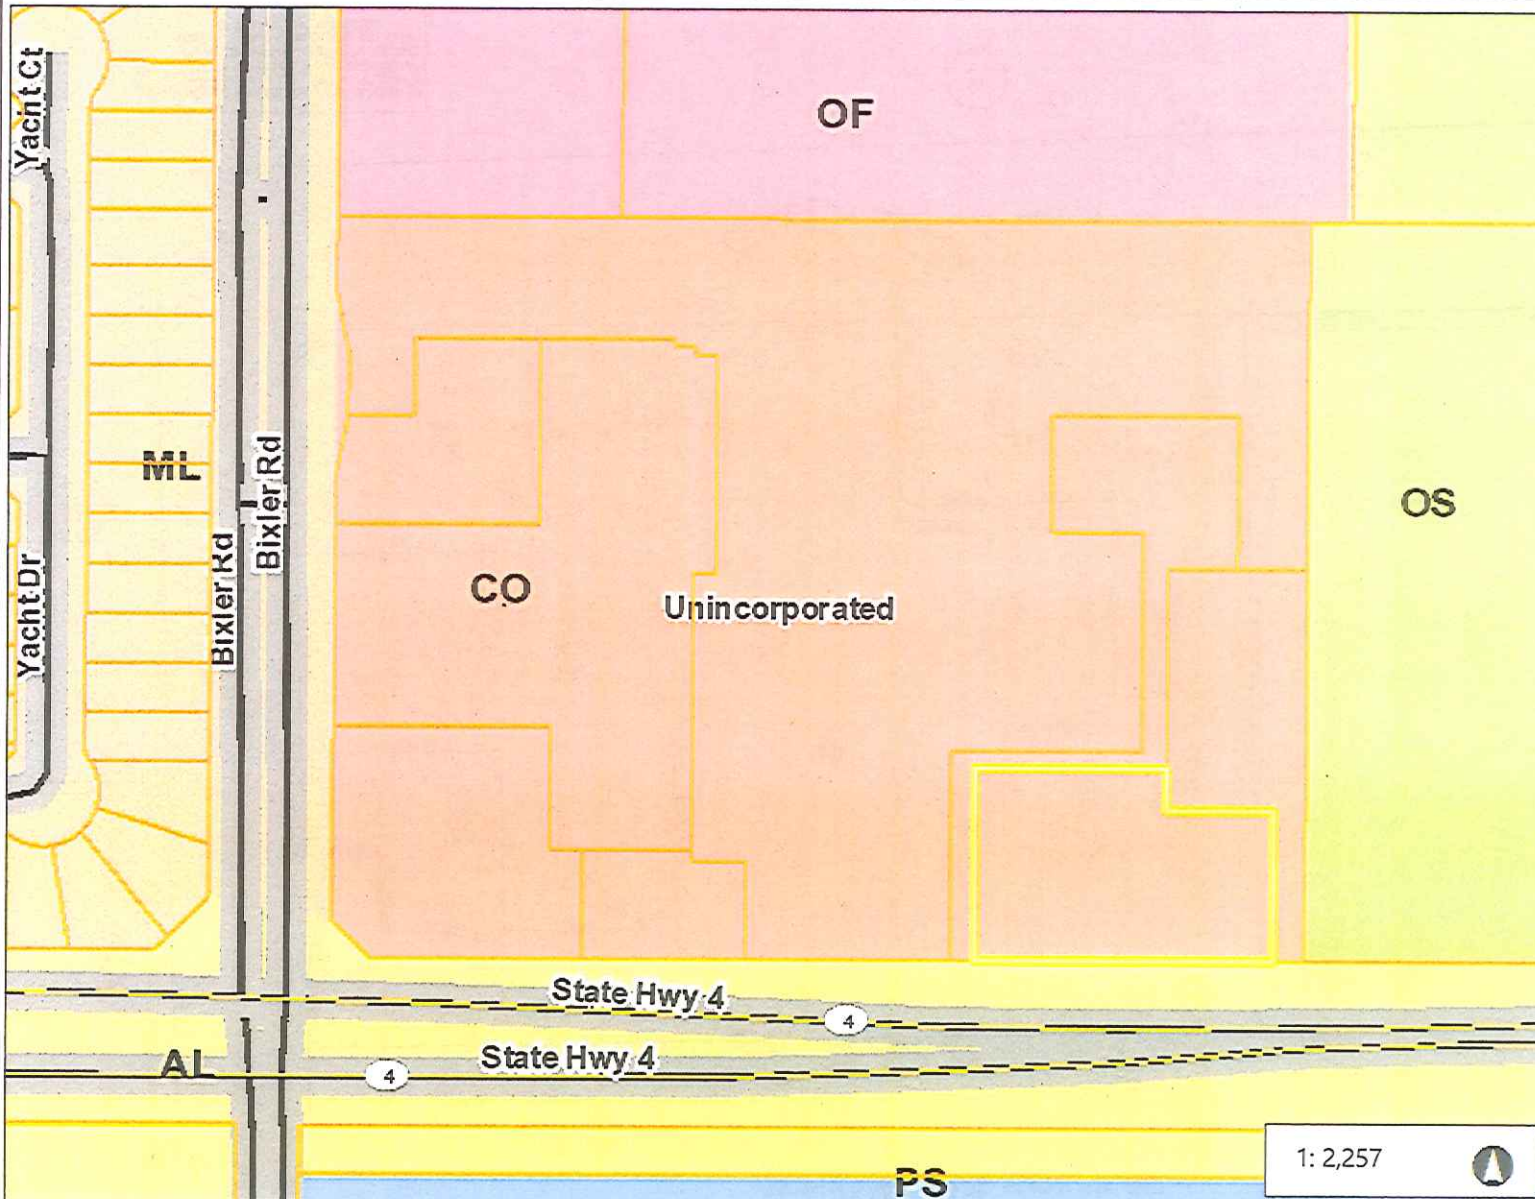 Yacht Ct
OF
ML
Bixler Rd
OS
Yacht Dr
Bixler Rd
CO
Unincorporated
State Hwy 4
4
State Hwy 4
AL
4
1: 2,257
PS